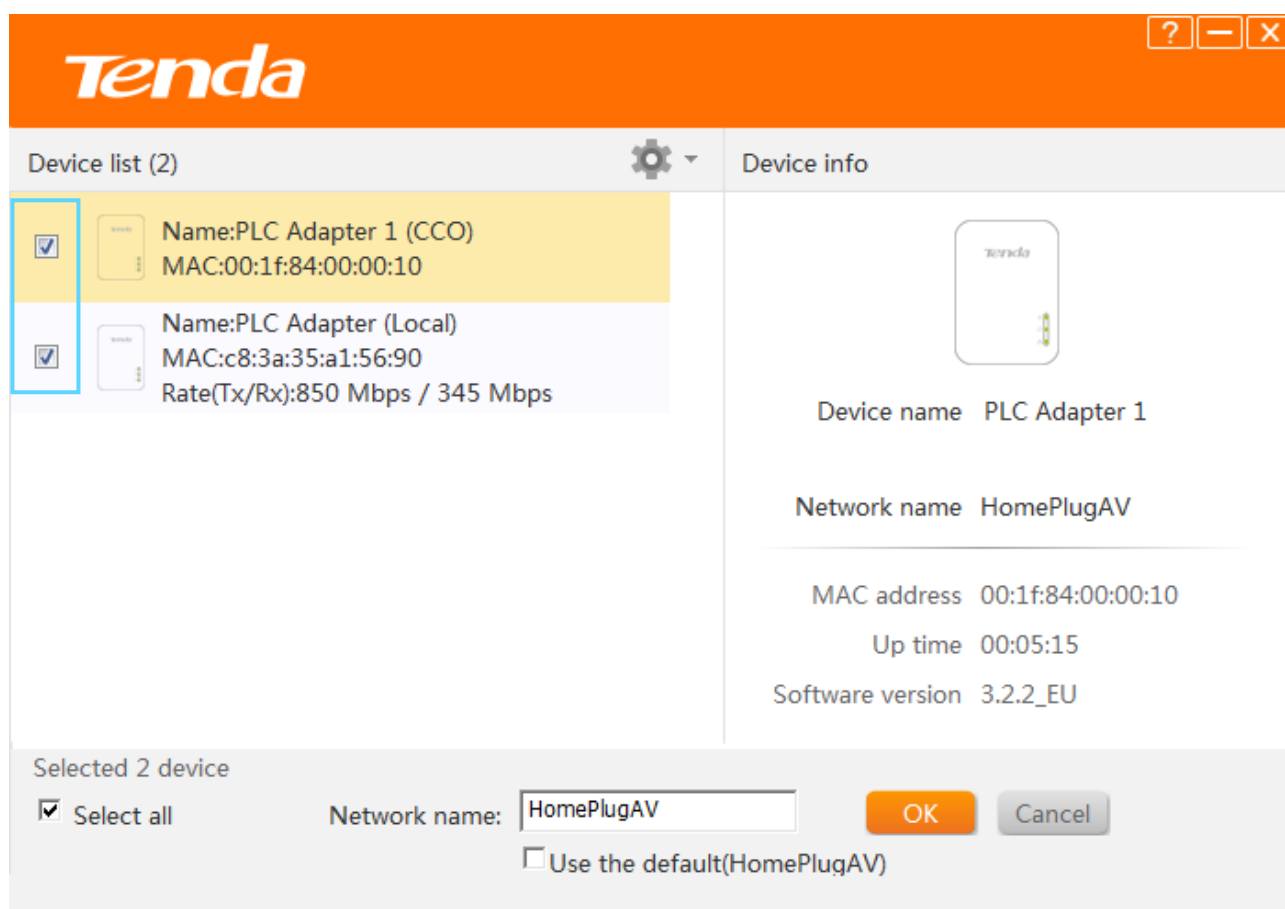 Tenda
?
Device list (2)
Device info
Name:PLC Adapter 1 (CCO)
MAC:00:1f:84:00:00:10
Name:PLC Adapter (Local)
MAC:c8:3a:35:a1:56:90
Rate(Tx/Rx):850 Mbps / 345 Mbps
Tenda
Device name PLC Adapter 1
Network name HomePlugAV
MAC address 00:1f:84:00:00:10
Up time 00:05:15
Software version 3.2.2_EU
Selected 2 device
Select all
Network name: HomePlugAV
OK
Cancel
Use the default(HomePlugAV)